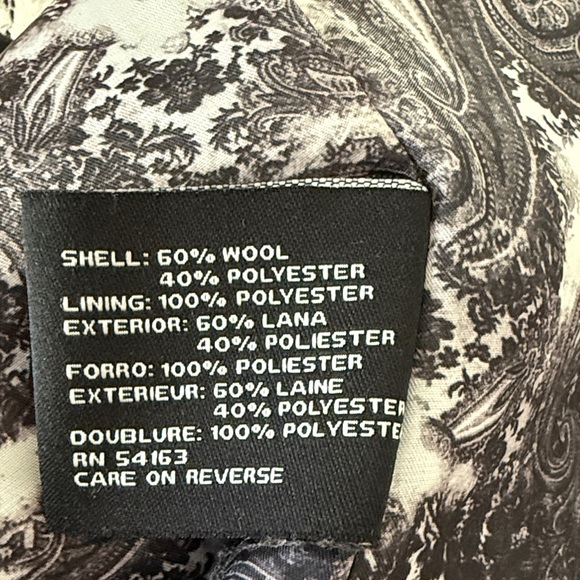 SHELL: 60% WOOL
40% POLYESTER
LINING: 100% POLYESTER
EXTERIOR: 60% LANA
40% POLIESTER
FORRO: 100% POLIESTER
EXTERIEUR: 60% LAINE
40% POLYESTER
DOUBLURE: 100% POLYESTE
RN 54163
CARE ON REVERSE